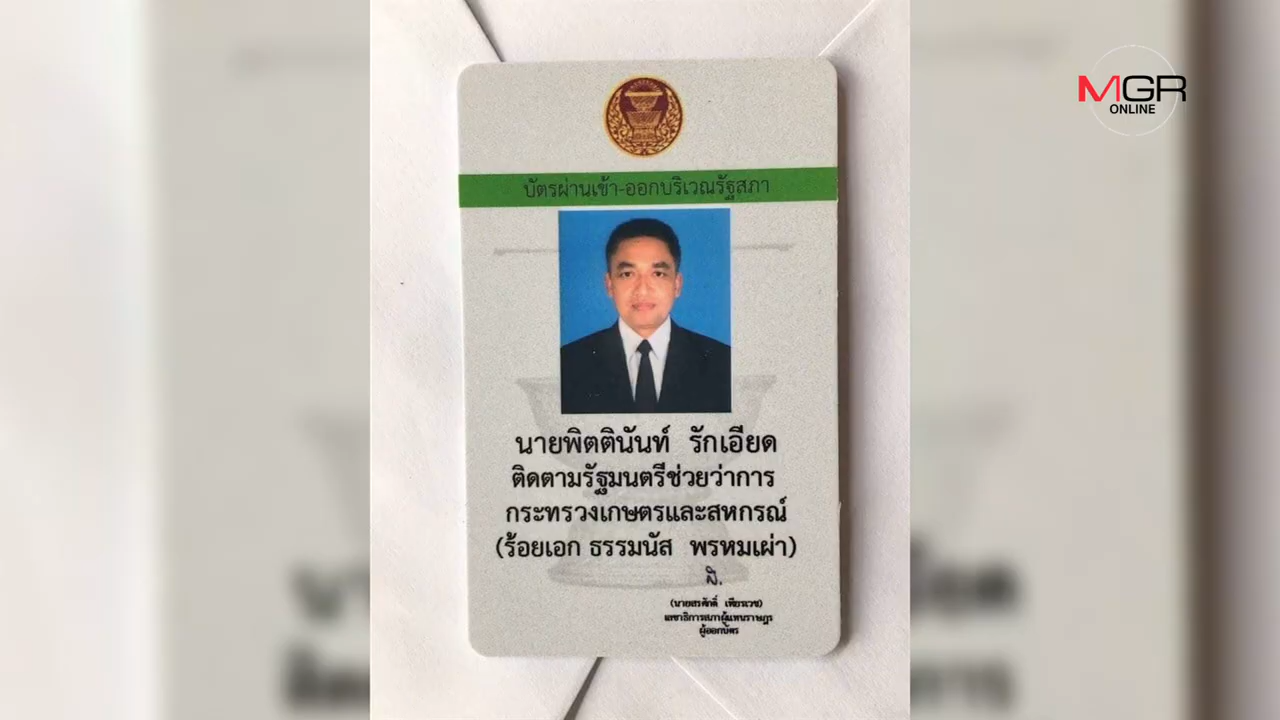 MGR
ONLINE
บัตรผ่านเข้า-ออกบริเวณรัฐสภา
นายพิตตินันท์ รักเอียด
ติดตามรัฐมนตรีช่วยว่าการ
กระทรวงเกษตรและสหกรณ์
(ร้อยเอก ธรรมนัส พรหมเผ่า)
(นายสรศักดิ์ เพียรเวช)
เลขาธิการสภาผู้แทนราษฎร
ผู้ออกบัตร